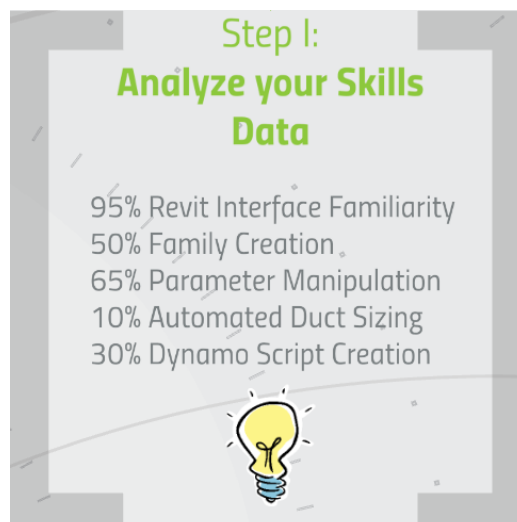 Step I:
Analyze your Skills
Data
95% Revit Interface Familiarity
50% Family Creation
65% Parameter Manipulation
10% Automated Duct Sizing
30% Dynamo Script Creation